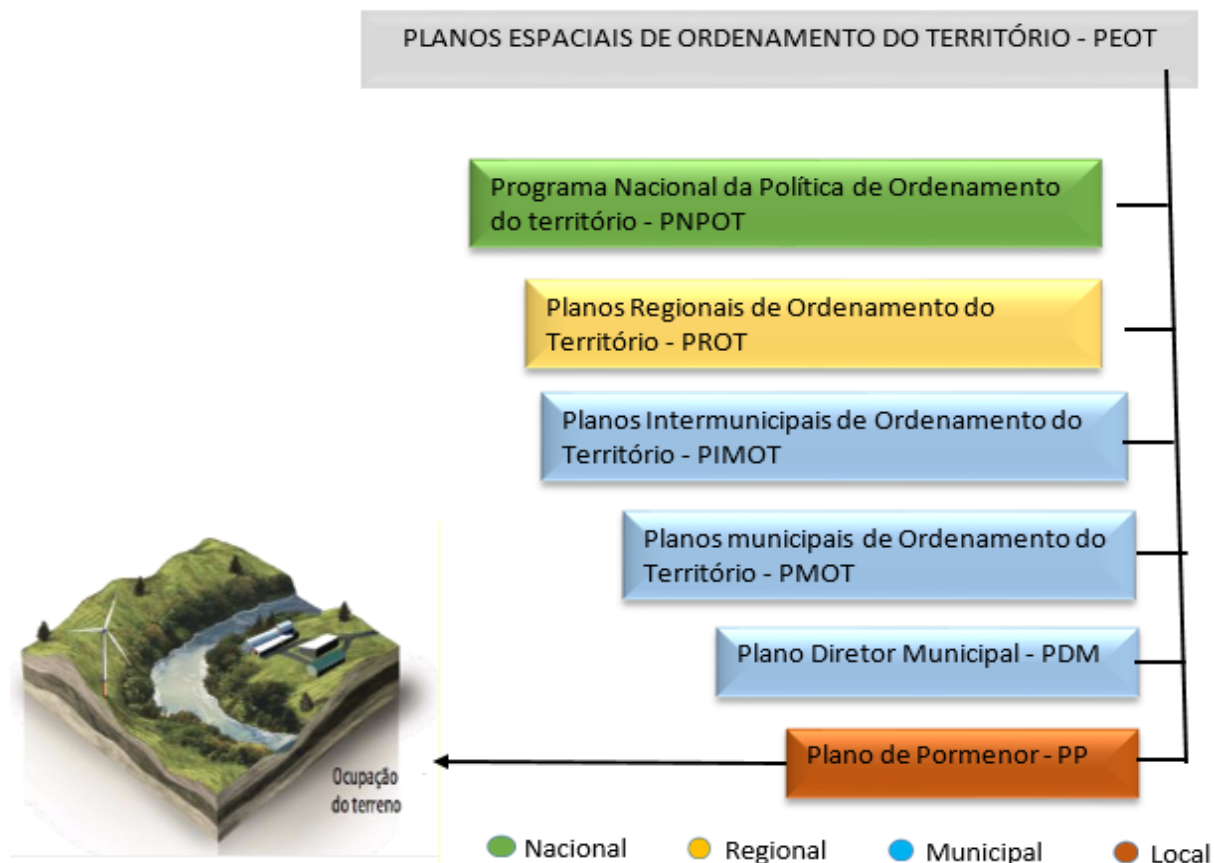 PLANOS ESPACIAIS DE ORDENAMENTO DO TERRITÓRIO - PEOT
Programa Nacional da Política de Ordenamento
do território - PNPOT
Planos Regionais de Ordenamento do
Território - PROT
Planos Intermunicipais de Ordenamento do
Território - PIMOT
Planos municipais de Ordenamento do
Território - PMOT
Plano Diretor Municipal - PDM
Plano de Pormenor - PP
Ocupação
do terreno
Nacional
Regional
Municipal
Local